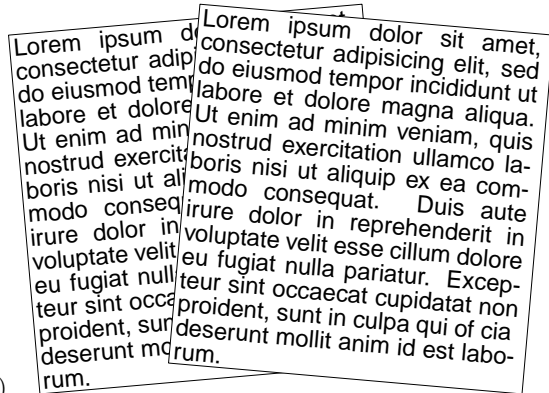 Lorem ipsum d
consectetur adip
do eiusmod temp
labore et dolore
Ut enim ad min
nostrud exercita
boris nisi ut ali
modo conseq
irure dolor in
voluptate velit
eu fugiat null
teur sint occa
proident, sun
deserunt mo
rum.
Lorem ipsum dolor sit amet,
consectetur adipisicing elit, sed
do eiusmod tempor incididunt ut
labore et dolore magna aliqua.
Ut enim ad minim veniam, quis
nostrud exercitation ullamco la-
boris nisi ut aliquip ex ea com-
modo consequat. Duis aute
irure dolor in reprehenderit in
voluptate velit esse cillum dolore
eu fugiat nulla pariatur. Excep-
teur sint occaecat cupidatat non
proident, sunt in culpa qui of cia
deserunt mollit anim id est labo-
rum.